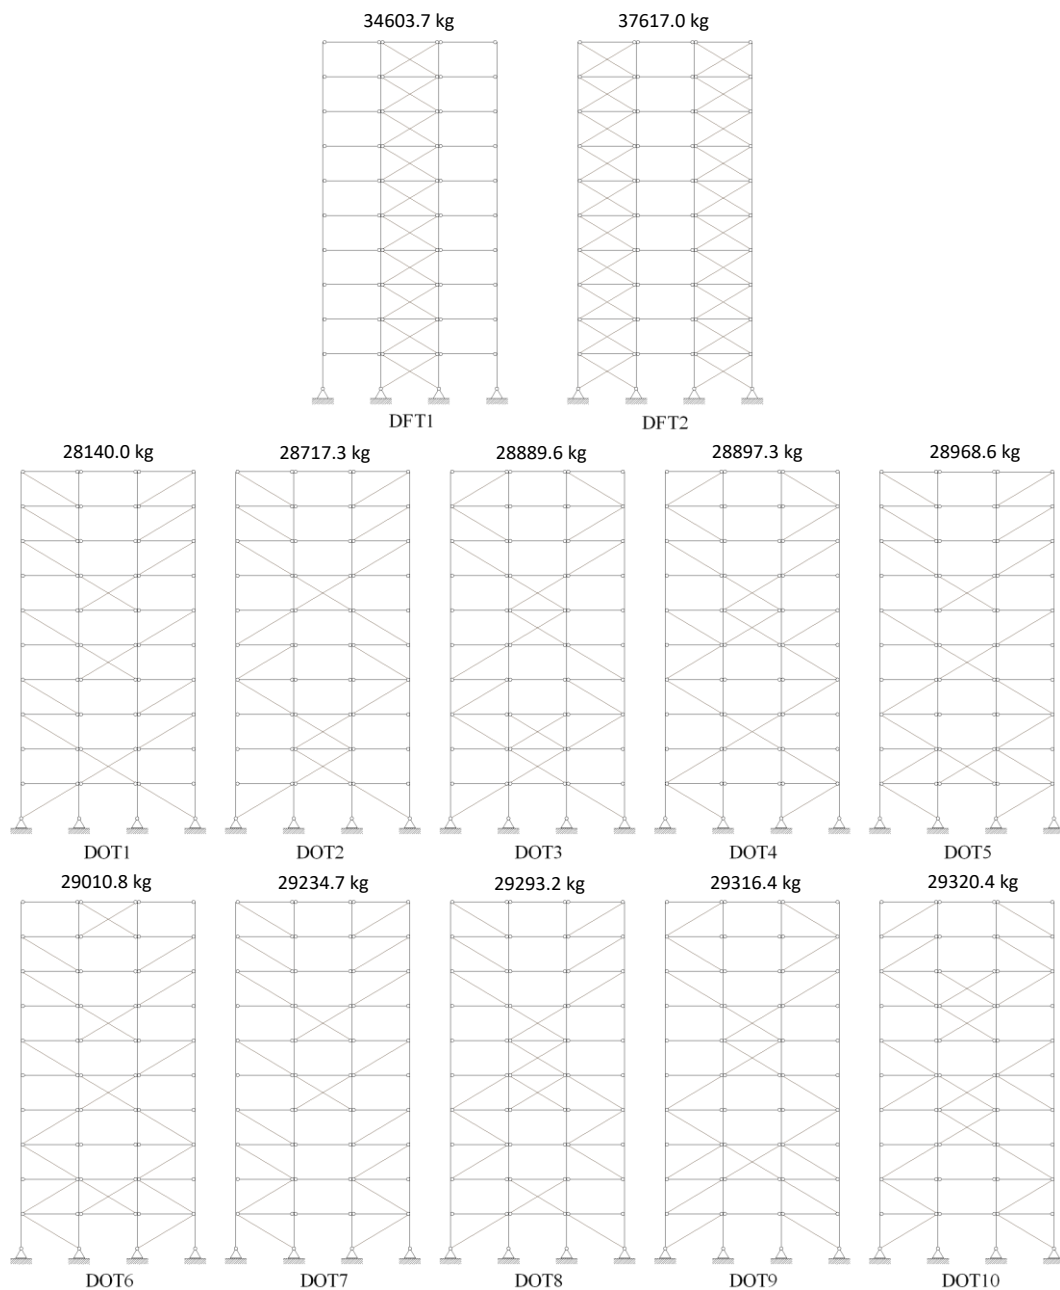 34603.7 kg 37617.0 kg
DFT1 DFT2
28140.0 kg 28717.3 kg 28889.6 kg 28897.3 kg 28968.6 kg
DOT1 DOT2 DOT3 DOT4 DOT5
29010.8 kg 29234.7 kg 29293.2 kg 29316.4 kg 29320.4 kg
DOT6 DOT7 DOT8 DOT9 DOT10